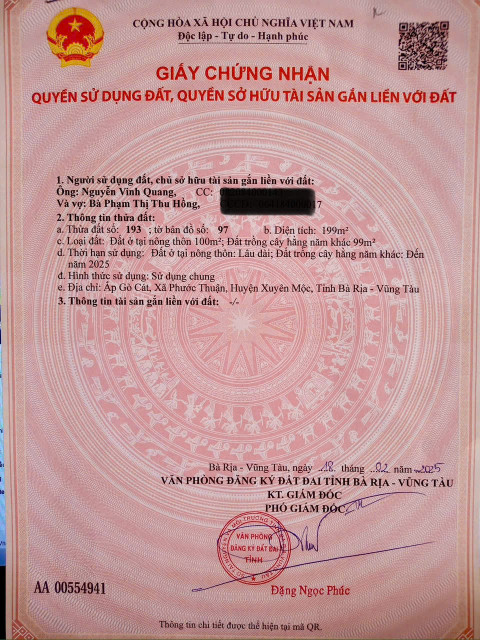 CỘNG HÒA XÃ HỘI CHỦ NGHĨA VIỆT NAM
Độc lập - Tự do - Hạnh phúc
GIẤY CHỨNG NHẬN
QUYỀN SỬ DỤNG ĐẤT, QUYỀN SỞ HỮU TÀI SẢN GẮN LIỀN VỚI ĐẤT
1. Người sử dụng đất, chủ sở hữu tài sản gắn liền với đất:
Ông: Nguyễn Vinh Quang, CC:
Và vợ: Bà Phạm Thị Thu Hồng,
2. Thông tin thửa đất:
a. Thửa đất số: 193 ; tờ bản đồ số: 97 b. Diện tích: 199m²
c. Loại đất: Đất ở tại nông thôn 100m²; Đất trồng cây hằng năm khác 99m²
d. Thời hạn sử dụng: Đất ở tại nông thôn: Lâu dài; Đất trồng cây hằng năm khác: Đến
năm 2025
đ. Hình thức sử dụng: Sử dụng chung
e. Địa chỉ: Ấp Gò Cát, Xã Phước Thuận, Huyện Xuyên Mộc, Tỉnh Bà Rịa - Vũng Tàu
3. Thông tin tài sản gắn liền với đất: -/-
Bà Rịa - Vũng Tàu, ngày 18 tháng 02 năm 2025
VĂN PHÒNG ĐĂNG KÝ ĐẤT ĐAI TỈNH BÀ RỊA - VŨNG TÀU
KT. GIÁM ĐỐC
PHÓ GIÁM ĐỐC
VĂN PHÒNG
ĐĂNG KÝ ĐẤT ĐAI
TỈNH
AA 00554941
Đặng Ngọc Phúc
Thông tin chi tiết được thể hiện tại mã QR.